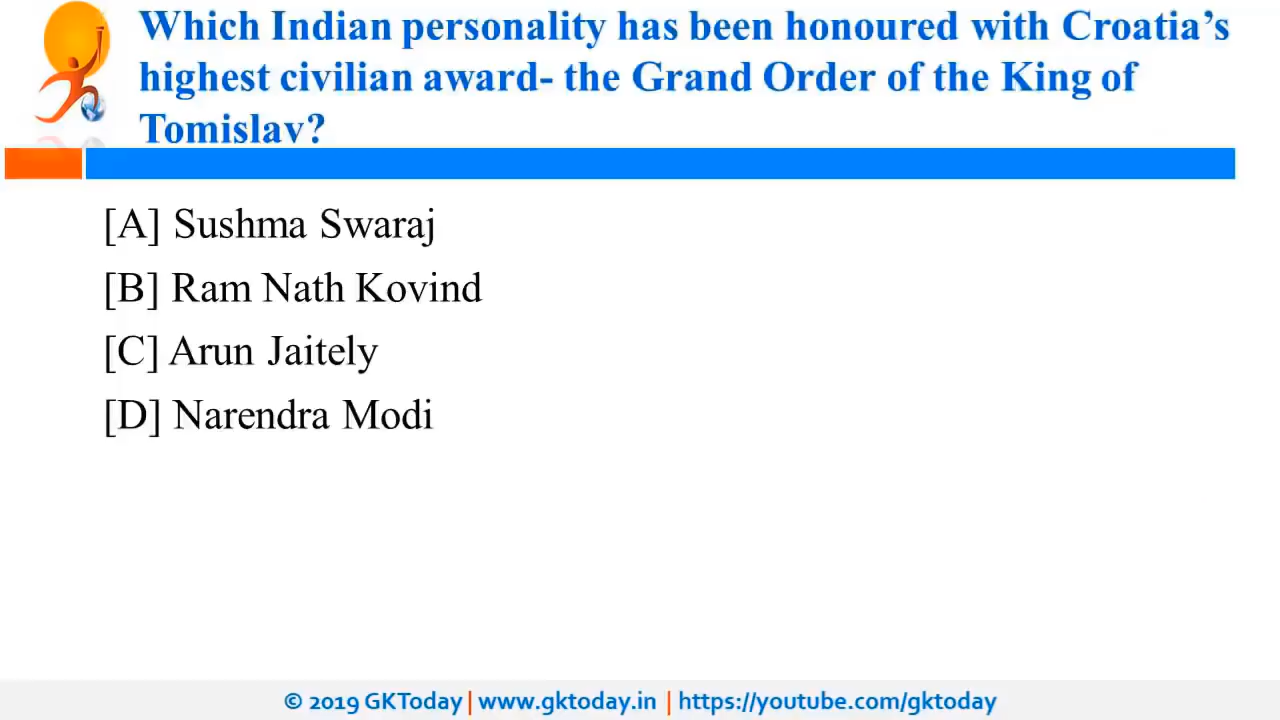 Which Indian personality has been honoured with Croatia’s
highest civilian award- the Grand Order of the King of
Tomislav?
[A] Sushma Swaraj
[B] Ram Nath Kovind
[C] Arun Jaitely
[D] Narendra Modi
© 2019 GKToday | www.gktoday.in | https://youtube.com/gktoday